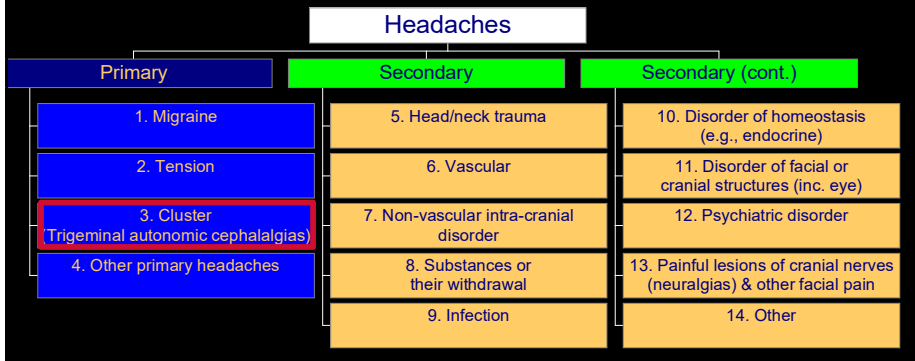 Headaches
Primary
1. Migraine
2. Tension
3. Cluster
(Trigeminal autonomic cephalalgias)
4. Other primary headaches
Secondary
5. Head/neck trauma
6. Vascular
7. Non-vascular intra-cranial
disorder
8. Substances or
their withdrawal
9. Infection
Secondary (cont.)
10. Disorder of homeostasis
(e.g., endocrine)
11. Disorder of facial or
cranial structures (inc. eye)
12. Psychiatric disorder
13. Painful lesions of cranial nerves
(neuralgias) & other facial pain
14. Other